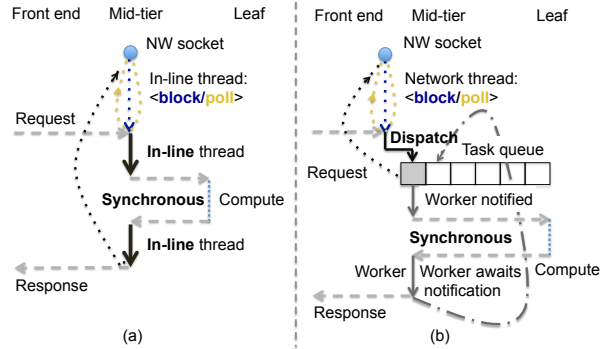 Front end Mid-tier Leaf
NW socket
In-line thread:
<block/poll>
Request
In-line thread
Synchronous Compute
In-line thread
Response
(a)
Front end Mid-tier Leaf
NW socket
Network thread:
<block/poll>
Dispatch
Task queue
Request
Worker notified
Synchronous
Worker Worker awaits
notification
Compute
Response
(b)